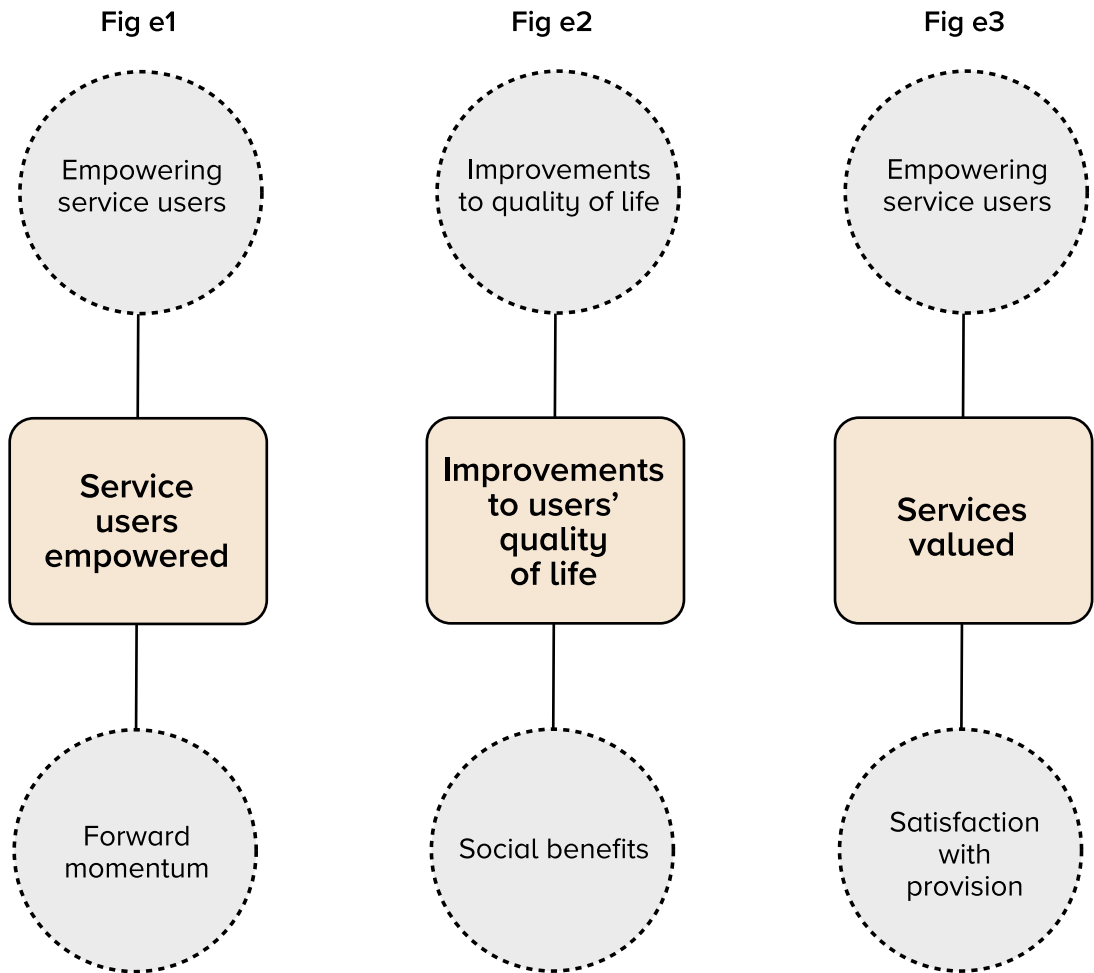 Fig e1
Empowering
service users
Service
users
empowered
Forward
momentum
Fig e2
Improvements
to quality of life
Improvements
to users’
quality
of life
Social benefits
Fig e3
Empowering
service users
Services
valued
Satisfaction
with
provision